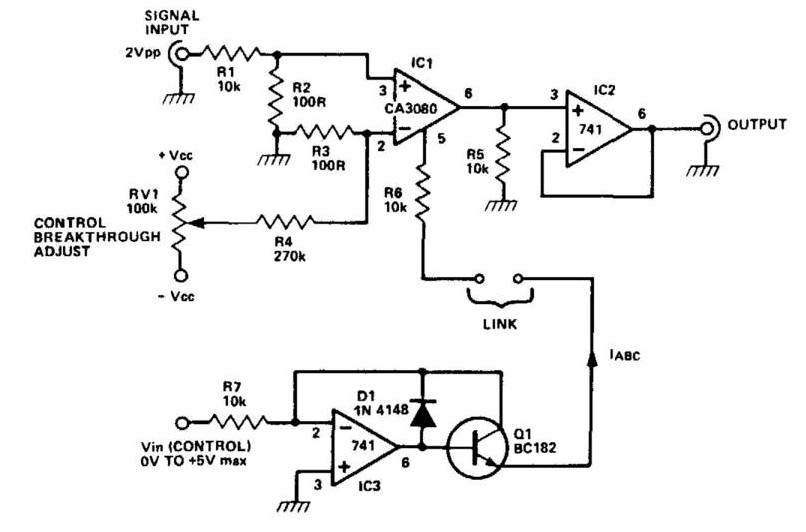 SIGNAL
INPUT
2Vpp
R1
10k
R2
100R
R3
100R
IC1
3
+
CA3080
6
−
2
5
IC2
3
+
741
6
2
−
OUTPUT
R5
10k
R6
10k
+ Vcc
RV1
100k
CONTROL
BREAKTHROUGH
ADJUST
R4
270k
− Vcc
LINK
IABC
R7
10k
D1
1N 4148
2
−
741
6
+
3
IC3
Q1
BC182
Vin (CONTROL)
0V TO +5V max